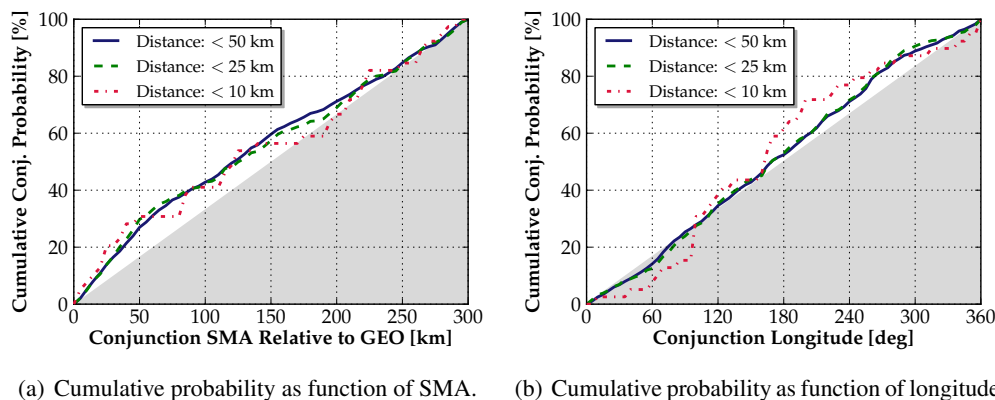 Cumulative Conj. Probability [%]
100
80
60
40
20
0
Distance: < 50 km
Distance: < 25 km
Distance: < 10 km
0 50 100 150 200 250 300
Conjunction SMA Relative to GEO [km]
(a) Cumulative probability as function of SMA.
Cumulative Conj. Probability [%]
100
80
60
40
20
0
Distance: < 50 km
Distance: < 25 km
Distance: < 10 km
0 60 120 180 240 300 360
Conjunction Longitude [deg]
(b) Cumulative probability as function of longitude